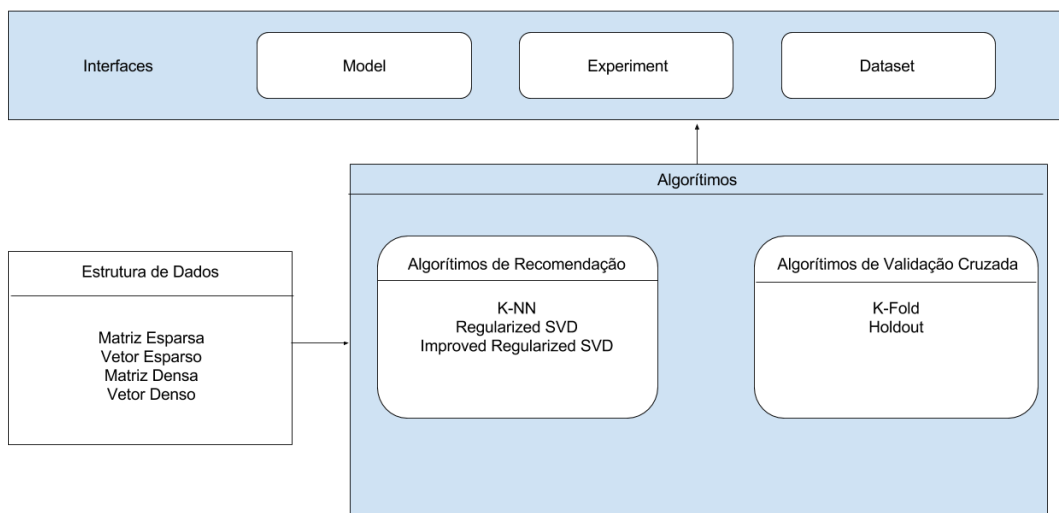 Interfaces
Model
Experiment
Dataset
Algorítimos
Estrutura de Dados
Matriz Esparsa
Vetor Esparso
Matriz Densa
Vetor Denso
Algorítimos de Recomendação
K-NN
Regularized SVD
Improved Regularized SVD
Algorítimos de Validação Cruzada
K-Fold
Holdout